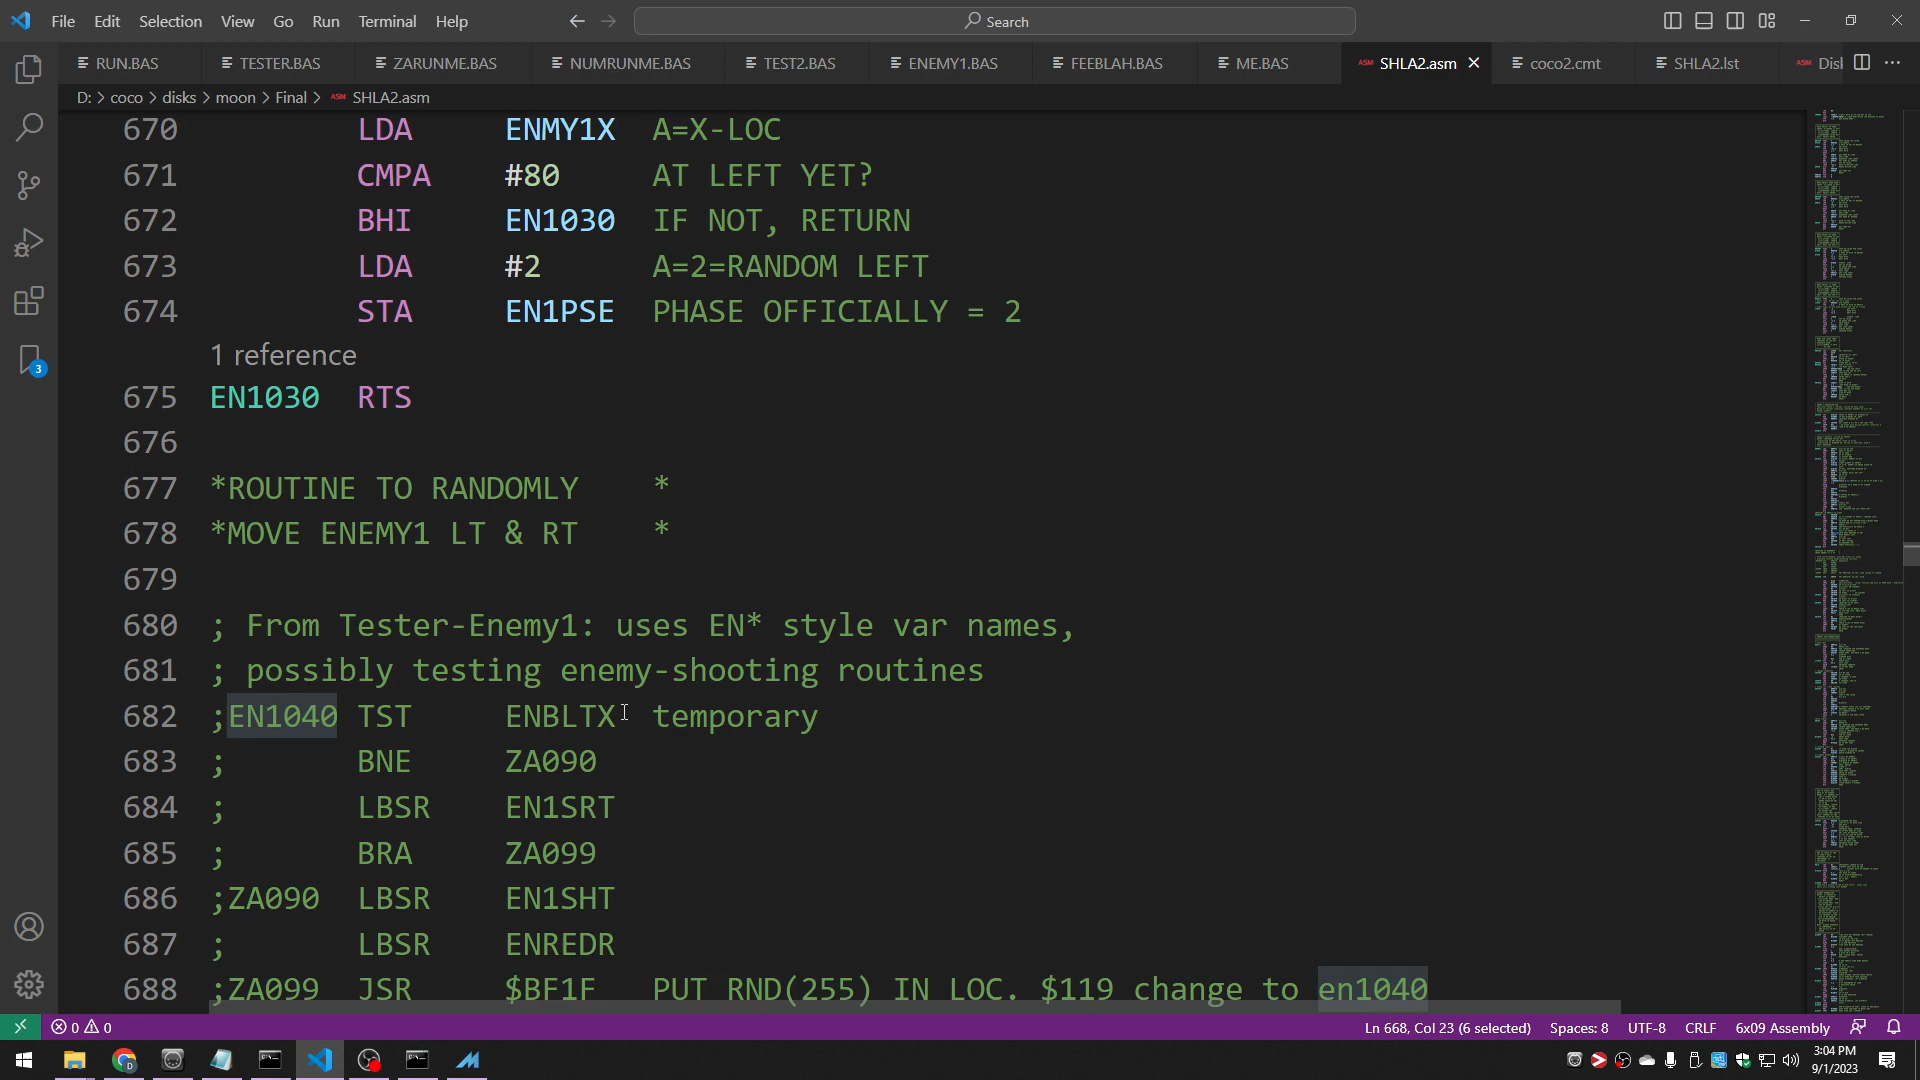 File Edit Selection View Go Run Terminal Help
Search
RUN.BAS TESTER.BAS ZARUNME.BAS NUMRUNME.BAS TEST2.BAS ENEMY1.BAS FEEBLAH.BAS ME.BAS ASM SHLA2.asm coco2.cmt SHLA2.lst ASM Disk
D: > coco > disks > moon > Final > ASM SHLA2.asm
670 LDA ENMY1X A=X-LOC
671 CMPA #80 AT LEFT YET?
672 BHI EN1030 IF NOT, RETURN
673 LDA #2 A=2=RANDOM LEFT
674 STA EN1PSE PHASE OFFICIALLY = 2
1 reference
675 EN1030 RTS
676
677 *ROUTINE TO RANDOMLY *
678 *MOVE ENEMY1 LT & RT *
679
680 ; From Tester-Enemy1: uses EN* style var names,
681 ; possibly testing enemy-shooting routines
682 ;EN1040 TST ENBLTX temporary
683 ; BNE ZA090
684 ; LBSR EN1SRT
685 ; BRA ZA099
686 ;ZA090 LBSR EN1SHT
687 ; LBSR ENREDR
688 ;ZA099 JSR $BF1F PUT RND(255) IN LOC. $119 change to en1040
3
0 0 Ln 668, Col 23 (6 selected) Spaces: 8 UTF-8 CRLF 6x09 Assembly
3:04 PM
9/1/2023